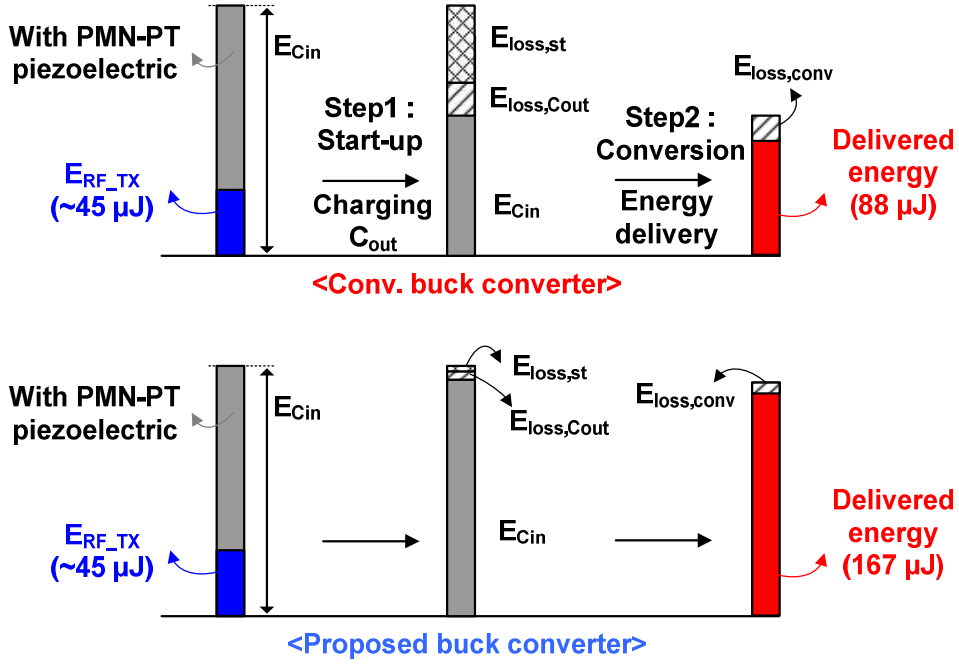 With PMN-PT
piezoelectric
E_Cin
E_RF_TX
(~45 µJ)
Step1 :
Start-up
Charging
C_out
E_loss,st
E_loss,Cout
E_Cin
Step2 :
Conversion
Energy
delivery
E_loss,conv
Delivered
energy
(88 µJ)
<Conv. buck converter>
With PMN-PT
piezoelectric
E_Cin
E_RF_TX
(~45 µJ)
E_loss,st
E_loss,Cout
E_Cin
E_loss,conv
Delivered
energy
(167 µJ)
<Proposed buck converter>